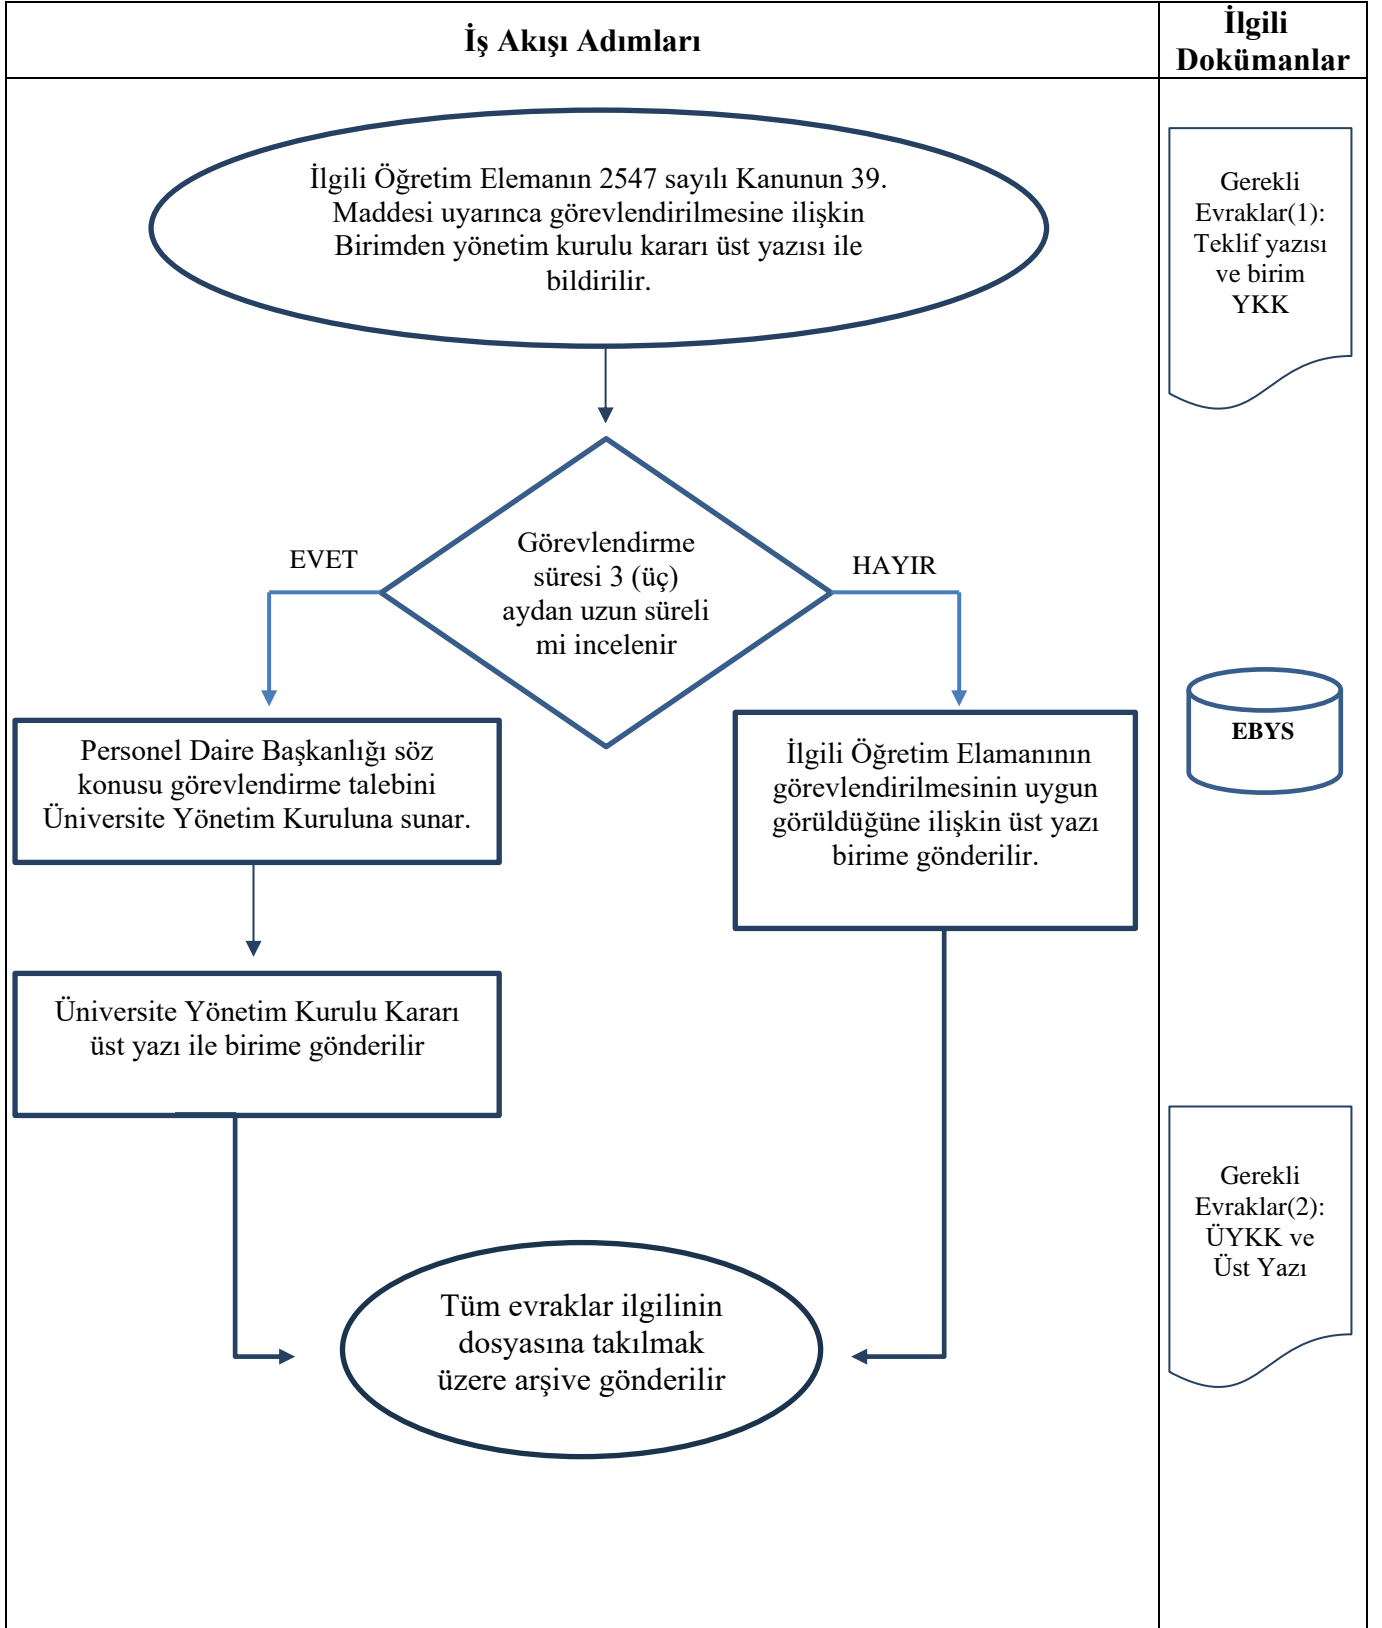 İş Akışı Adımları
İlgili
Dokümanlar
İlgili Öğretim Elemanın 2547 sayılı Kanunun 39.
Maddesi uyarınca görevlendirilmesine ilişkin
Birimden yönetim kurulu kararı üst yazısı ile
bildirilir.
Gerekli
Evraklar(1):
Teklif yazısı
ve birim
YKK
Görevlendirme
süresi 3 (üç)
aydan uzun süreli
mi incelenir
EVET
HAYIR
Personel Daire Başkanlığı söz
konusu görevlendirme talebini
Üniversite Yönetim Kuruluna sunar.
İlgili Öğretim Elamanının
görevlendirilmesinin uygun
görüldüğüne ilişkin üst yazı
birime gönderilir.
EBYS
Üniversite Yönetim Kurulu Kararı
üst yazı ile birime gönderilir
Gerekli
Evraklar(2):
ÜYKK ve
Üst Yazı
Tüm evraklar ilgilinin
dosyasına takılmak
üzere arşive gönderilir